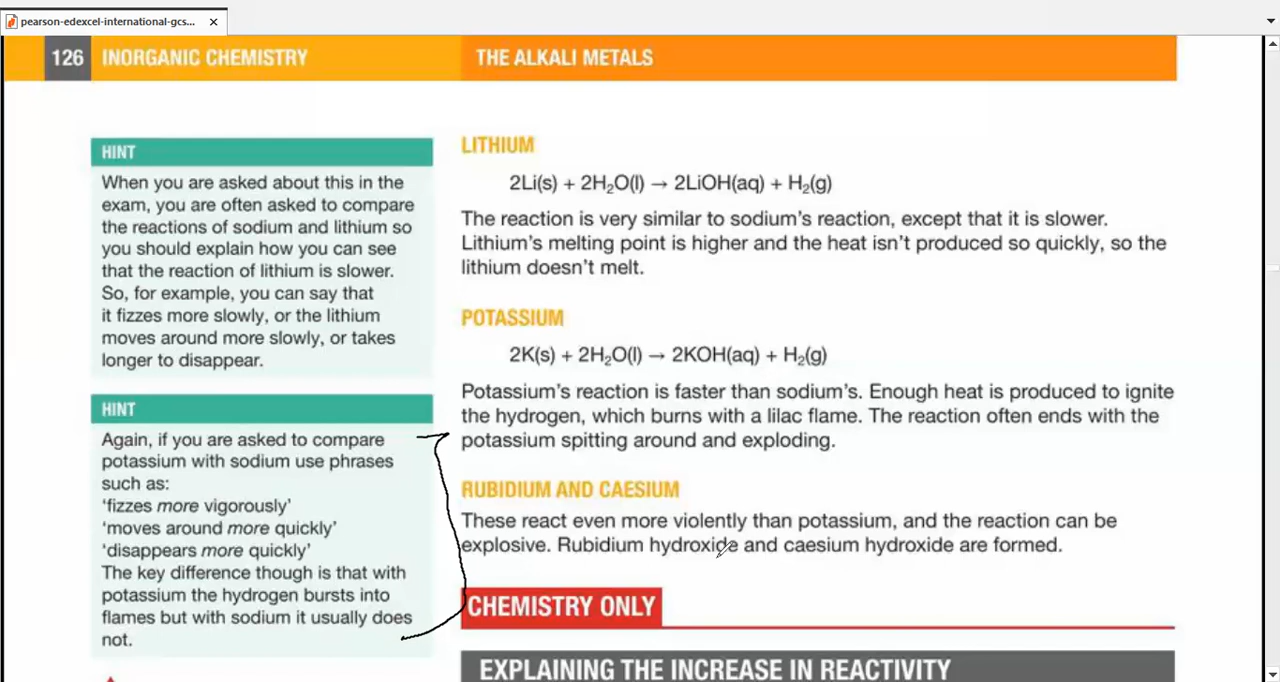 pearson-edexcel-international-gcs...
126 INORGANIC CHEMISTRY
THE ALKALI METALS
HINT
When you are asked about this in the
exam, you are often asked to compare
the reactions of sodium and lithium so
you should explain how you can see
that the reaction of lithium is slower.
So, for example, you can say that
it fizzes more slowly, or the lithium
moves around more slowly, or takes
longer to disappear.
HINT
Again, if you are asked to compare
potassium with sodium use phrases
such as:
‘fizzes more vigorously’
‘moves around more quickly’
‘disappears more quickly’
The key difference though is that with
potassium the hydrogen bursts into
flames but with sodium it usually does
not.
LITHIUM
2Li(s) + 2H₂O(l) → 2LiOH(aq) + H₂(g)
The reaction is very similar to sodium’s reaction, except that it is slower.
Lithium’s melting point is higher and the heat isn’t produced so quickly, so the
lithium doesn’t melt.
POTASSIUM
2K(s) + 2H₂O(l) → 2KOH(aq) + H₂(g)
Potassium’s reaction is faster than sodium’s. Enough heat is produced to ignite
the hydrogen, which burns with a lilac flame. The reaction often ends with the
potassium spitting around and exploding.
RUBIDIUM AND CAESIUM
These react even more violently than potassium, and the reaction can be
explosive. Rubidium hydroxide and caesium hydroxide are formed.
CHEMISTRY ONLY
EXPLAINING THE INCREASE IN REACTIVITY